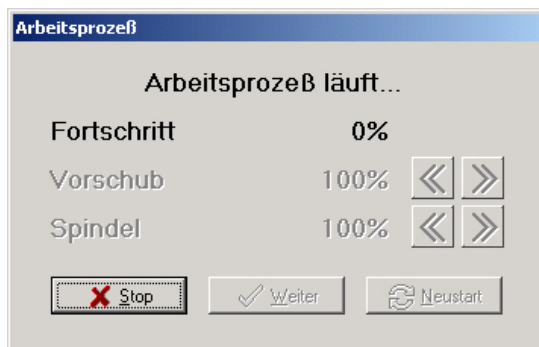 Arbeitsprozeß
Arbeitsprozeß läuft...
Fortschritt 0%
Vorschub 100%
Spindel 100%
Stop Weiter Neustart